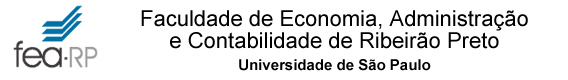 fea-RP
Faculdade de Economia, Administração
e Contabilidade de Ribeirão Preto
Universidade de São Paulo